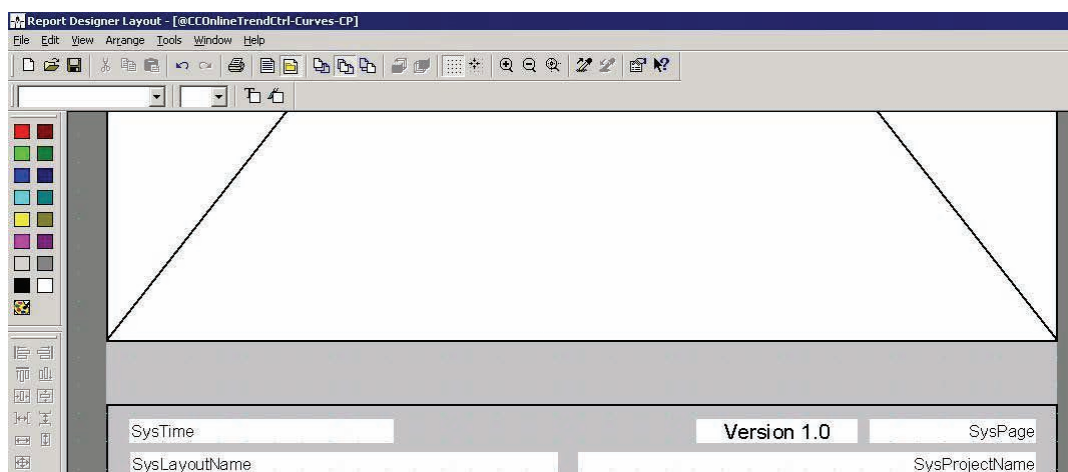 Report Designer Layout - [@CCOnlineTrendCtrl-Curves-CP]
File Edit View Arrange Tools Window Help
SysTime Version 1.0 SysPage
SysLayoutName SysProjectName